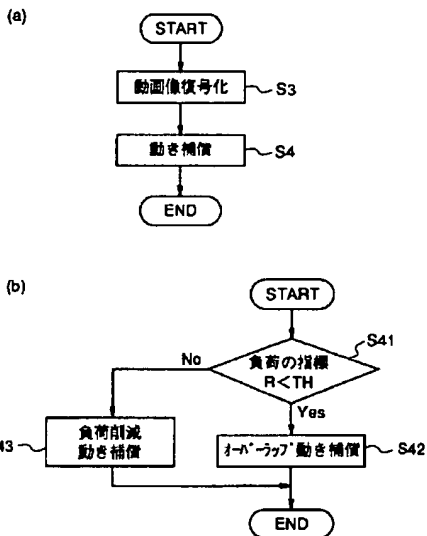 (a)
START
動画像復号化
S3
動き補償
S4
END
(b)
START
負荷の指標
R<TH
S41
No
Yes
負荷削減
動き補償
43
オーバーラップ動き補償
S42
END